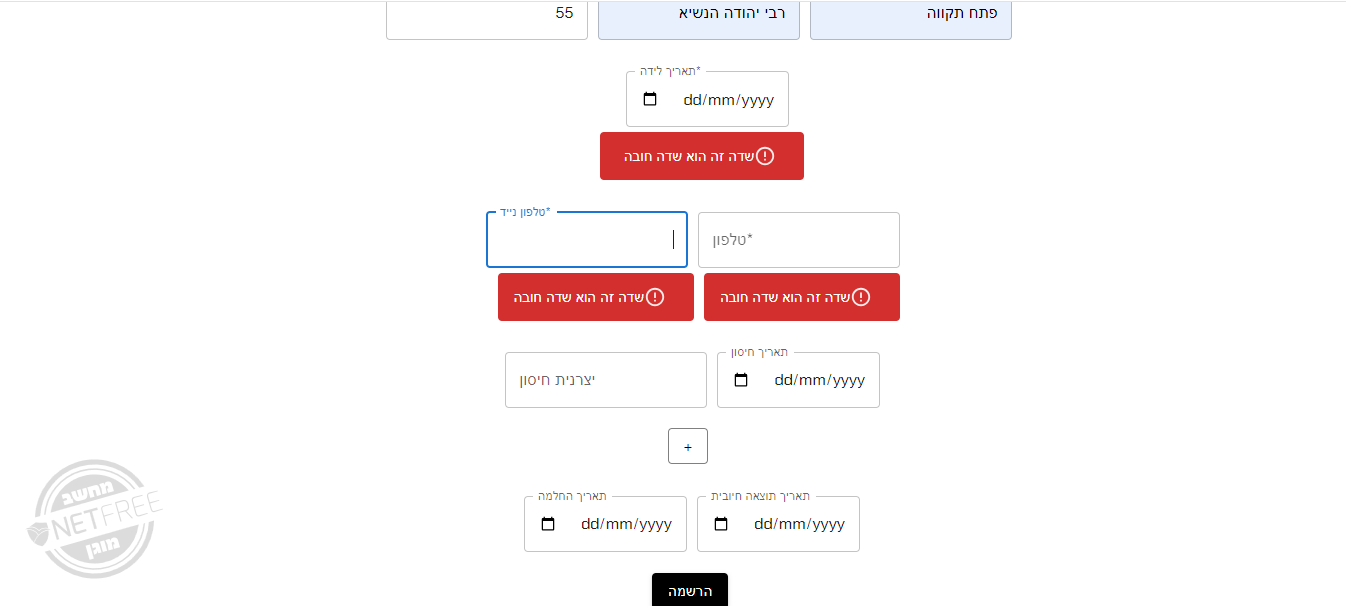 פתח תקווה
רבי יהודה הנשיא
55
תאריך לידה*
dd/mm/yyyy
שדה זה הוא שדה חובה
טלפון*
טלפון נייד*
שדה זה הוא שדה חובה
שדה זה הוא שדה חובה
תאריך חיסון
dd/mm/yyyy
יצרנית חיסון
+
תאריך תוצאה חיובית
dd/mm/yyyy
תאריך החלמה
dd/mm/yyyy
הרשמה
מחשב
NETFREE
מוגן